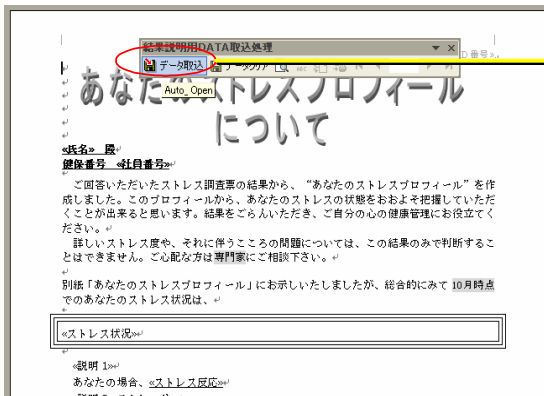 結果説明用DATA取込処理
データ取込 データクリア
Auto_Open
ID 番号»
あなたのストレスプロフィール
について
«氏名» 殿
健保番号 «社員番号»
ご回答いただいたストレス調査票の結果から、“あなたのストレスプロフィール”を作
成しました。このプロフィールから、あなたのストレスの状態をおおよそ把握していただ
くことが出来ると思います。結果をごらんいただき、ご自分の心の健康管理にお役立てく
ださい。
詳しいストレス度や、それに伴うこころの問題については、この結果のみで判断するこ
とはできません。ご心配な方は専門家にご相談下さい。
別紙「あなたのストレスプロフィール」にお示しいたしましたが、総合的にみて 10月時点
でのあなたのストレス状況は、
«ストレス状況»
«説明 1»
あなたの場合、«ストレス反応»